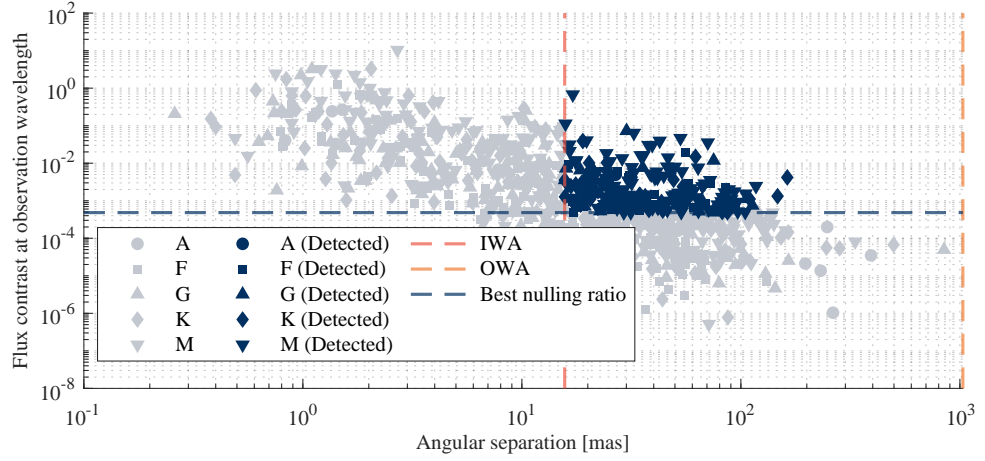 10^2
10^0
10^-2
10^-4
10^-6
10^-8
Flux contrast at observation wavelength
A A (Detected) IWA
F F (Detected) OWA
G G (Detected) Best nulling ratio
K K (Detected)
M M (Detected)
10^-1 10^0 10^1 10^2 10^3
Angular separation [mas]